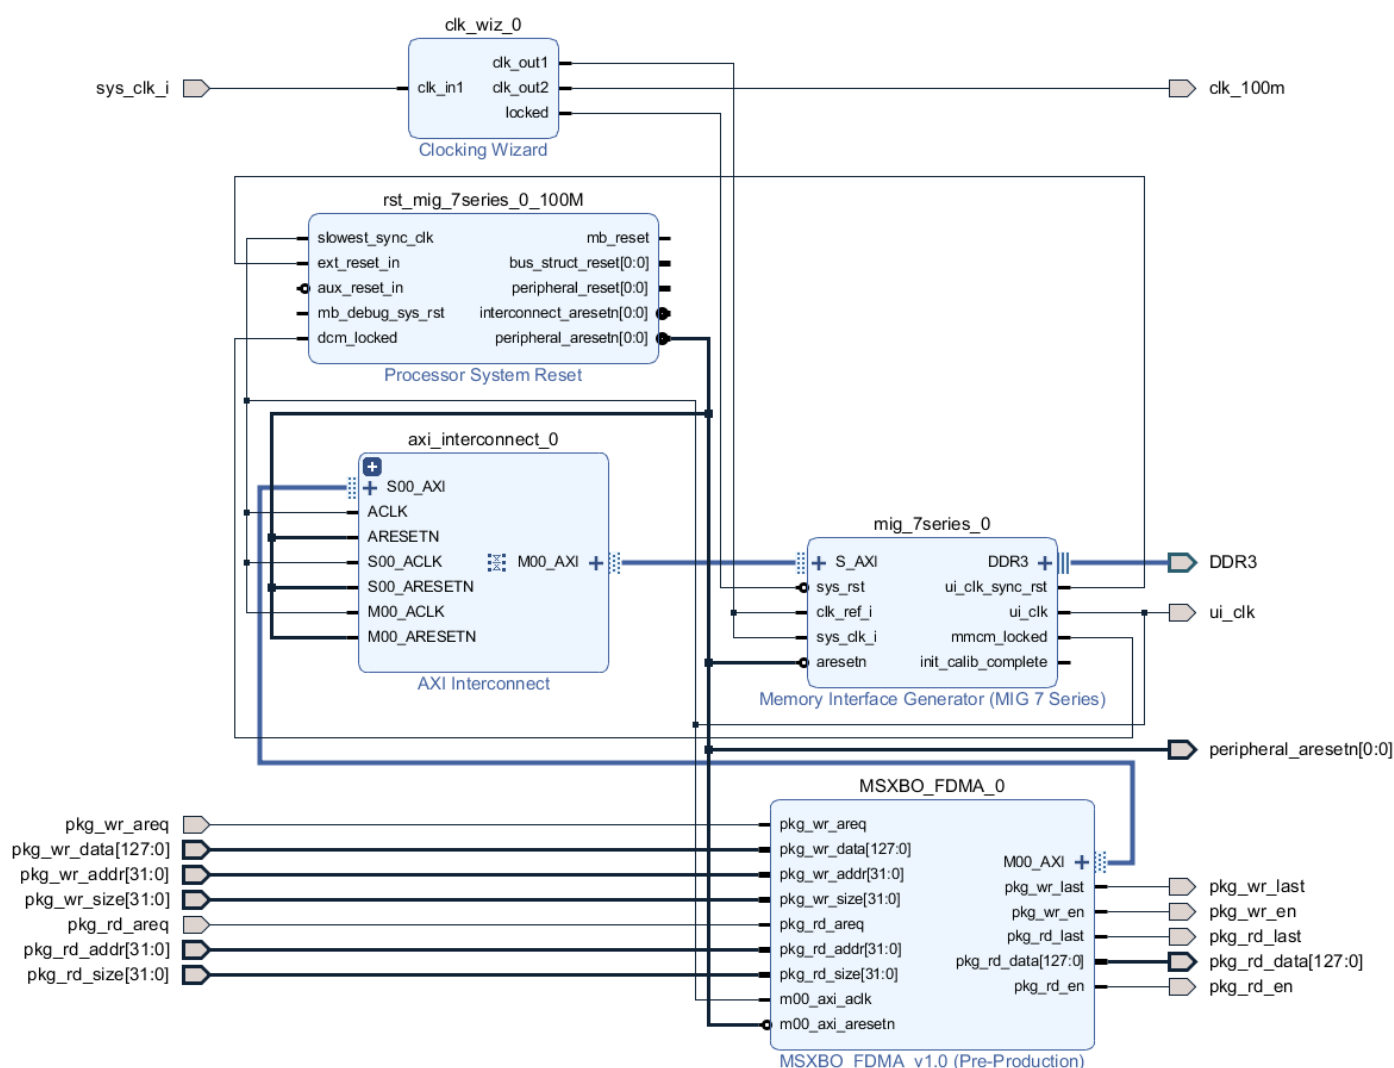 clk_wiz_0
sys_clk_i
clk_in1
clk_out1
clk_out2
locked
clk_100m
Clocking Wizard
rst_mig_7series_0_100M
slowest_sync_clk
ext_reset_in
aux_reset_in
mb_debug_sys_rst
dcm_locked
mb_reset
bus_struct_reset[0:0]
peripheral_reset[0:0]
interconnect_aresetn[0:0]
peripheral_aresetn[0:0]
Processor System Reset
axi_interconnect_0
S00_AXI
ACLK
ARESETN
S00_ACLK
S00_ARESETN
M00_ACLK
M00_ARESETN
M00_AXI
AXI Interconnect
mig_7series_0
S_AXI
sys_rst
clk_ref_i
sys_clk_i
aresetn
DDR3
ui_clk_sync_rst
ui_clk
mmcm_locked
init_calib_complete
Memory Interface Generator (MIG 7 Series)
DDR3
ui_clk
peripheral_aresetn[0:0]
MSXBO_FDMA_0
pkg_wr_areq
pkg_wr_data[127:0]
pkg_wr_addr[31:0]
pkg_wr_size[31:0]
pkg_rd_areq
pkg_rd_addr[31:0]
pkg_rd_size[31:0]
pkg_wr_areq
pkg_wr_data[127:0]
pkg_wr_addr[31:0]
pkg_wr_size[31:0]
pkg_rd_areq
pkg_rd_addr[31:0]
pkg_rd_size[31:0]
m00_axi_aclk
m00_axi_aresetn
M00_AXI
pkg_wr_last
pkg_wr_en
pkg_rd_last
pkg_rd_data[127:0]
pkg_rd_en
pkg_wr_last
pkg_wr_en
pkg_rd_last
pkg_rd_data[127:0]
pkg_rd_en
MSXBO_FDMA_v1.0 (Pre-Production)